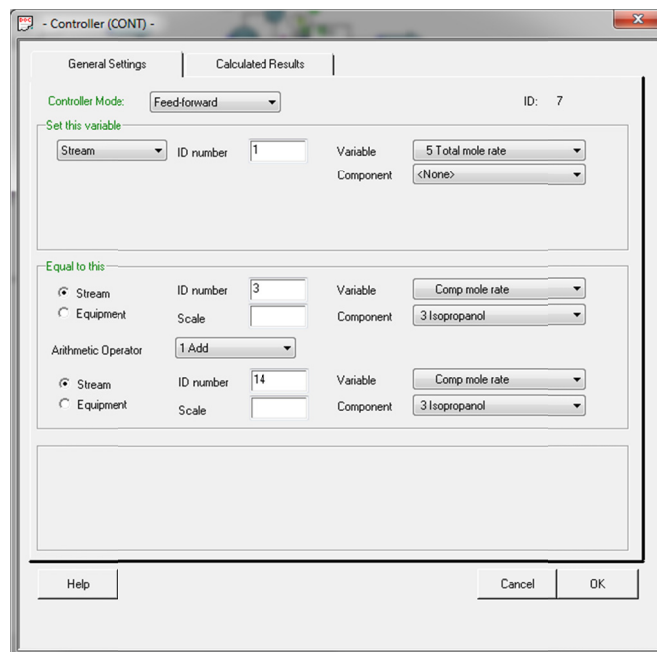 - Controller (CONT) -
General Settings Calculated Results
Controller Mode: Feed-forward ID: 7
Set this variable
Stream ID number 1 Variable 5 Total mole rate
Component <None>
Equal to this
Stream ID number 3 Variable Comp mole rate
Equipment Scale Component 3 Isopropanol
Arithmetic Operator 1 Add
Stream ID number 14 Variable Comp mole rate
Equipment Scale Component 3 Isopropanol
Help Cancel OK